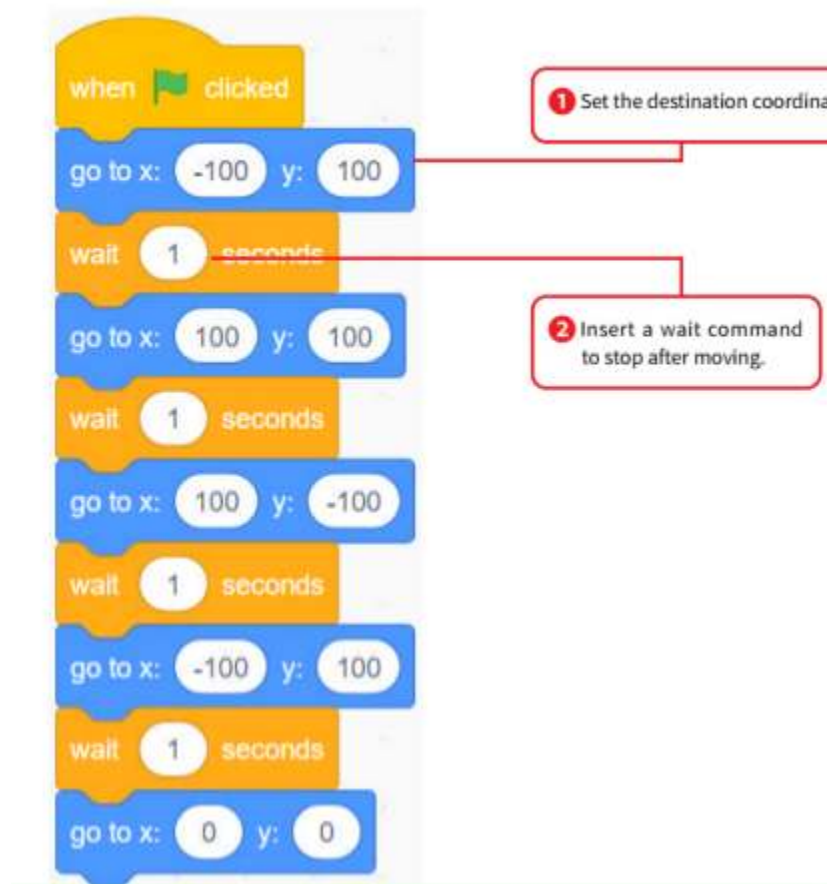 when clicked
go to x: -100 y: 100
wait 1 seconds
go to x: 100 y: 100
wait 1 seconds
go to x: 100 y: -100
wait 1 seconds
go to x: -100 y: 100
wait 1 seconds
go to x: 0 y: 0
1 Set the destination coordina
2 Insert a wait command
to stop after moving.